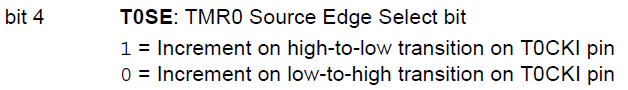 bit 4 T0SE: TMR0 Source Edge Select bit
1 = Increment on high-to-low transition on T0CKI pin
0 = Increment on low-to-high transition on T0CKI pin